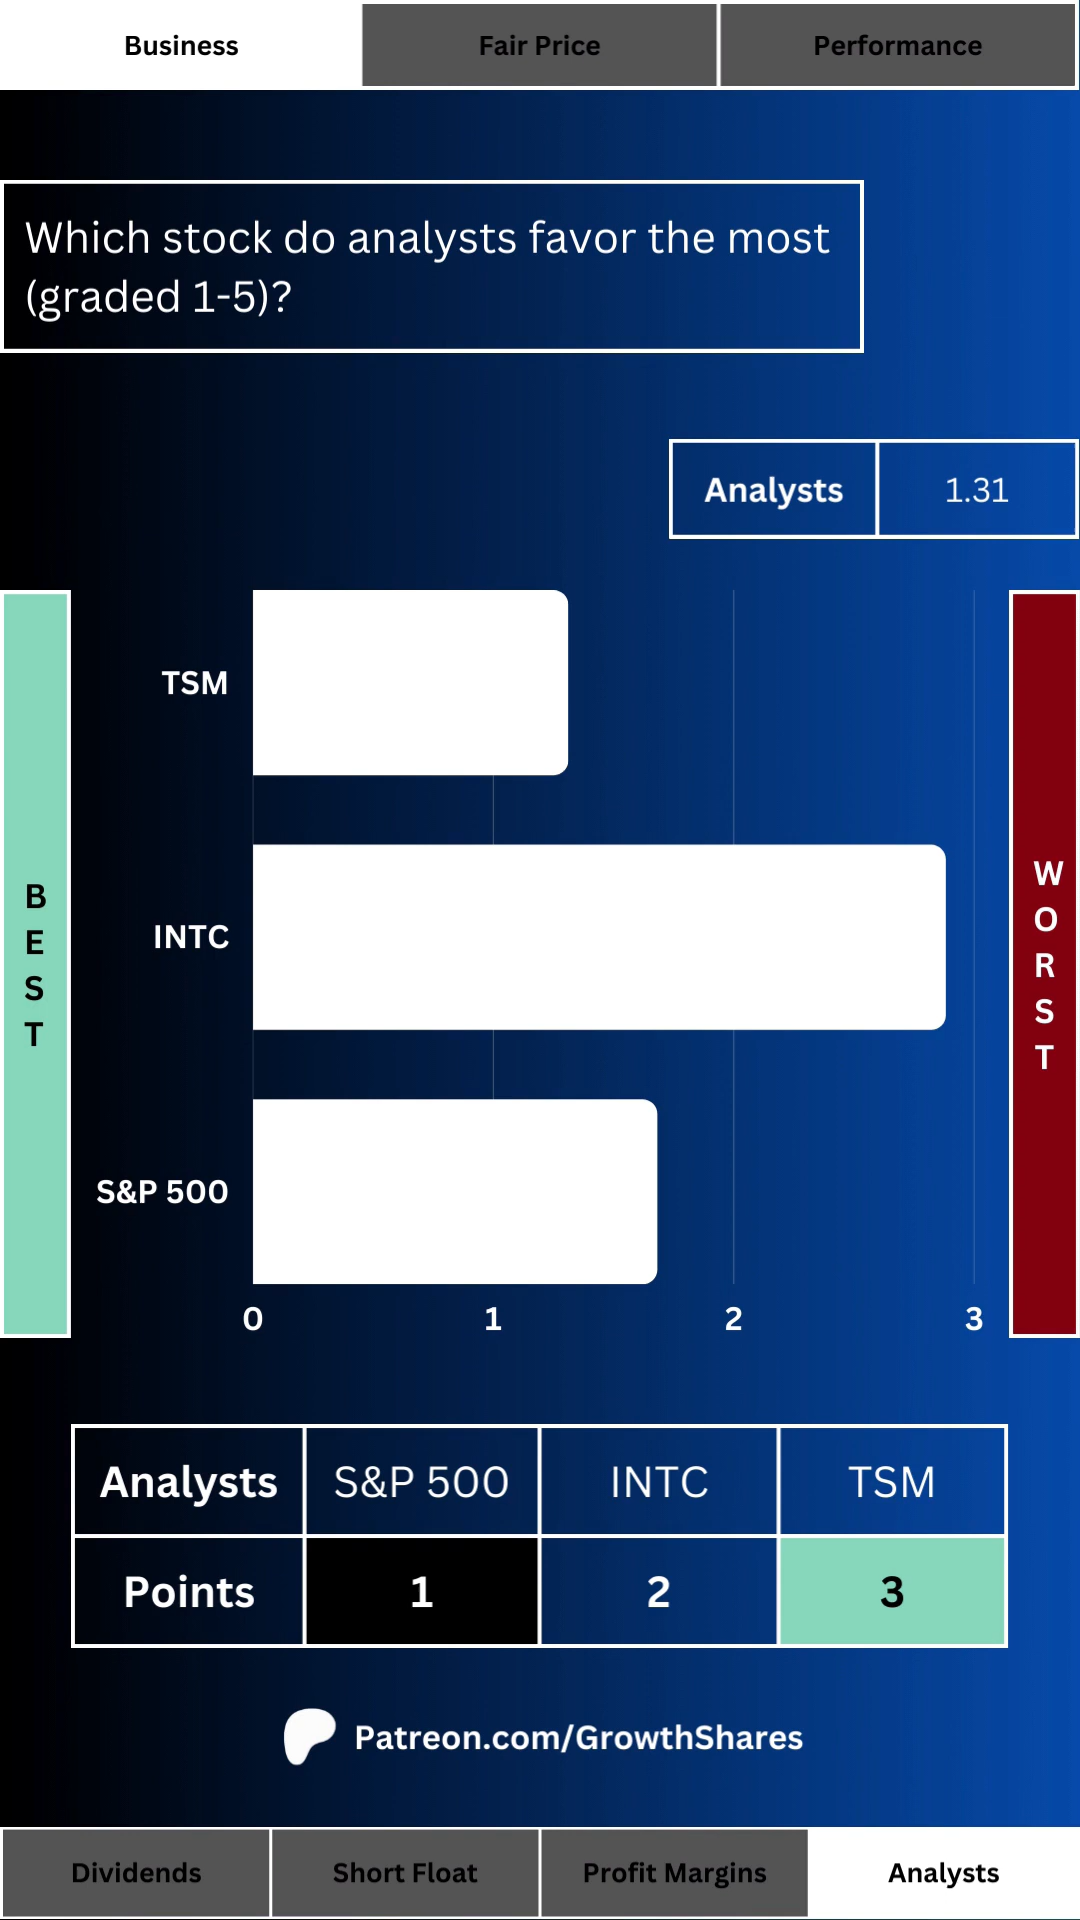 Business Fair Price Performance
Which stock do analysts favor the most
(graded 1-5)?
Analysts 1.31
BEST
WORST
TSM
INTC
S&P 500
0 1 2 3
Analysts S&P 500 INTC TSM
Points 1 2 3
Patreon.com/GrowthShares
Dividends Short Float Profit Margins Analysts